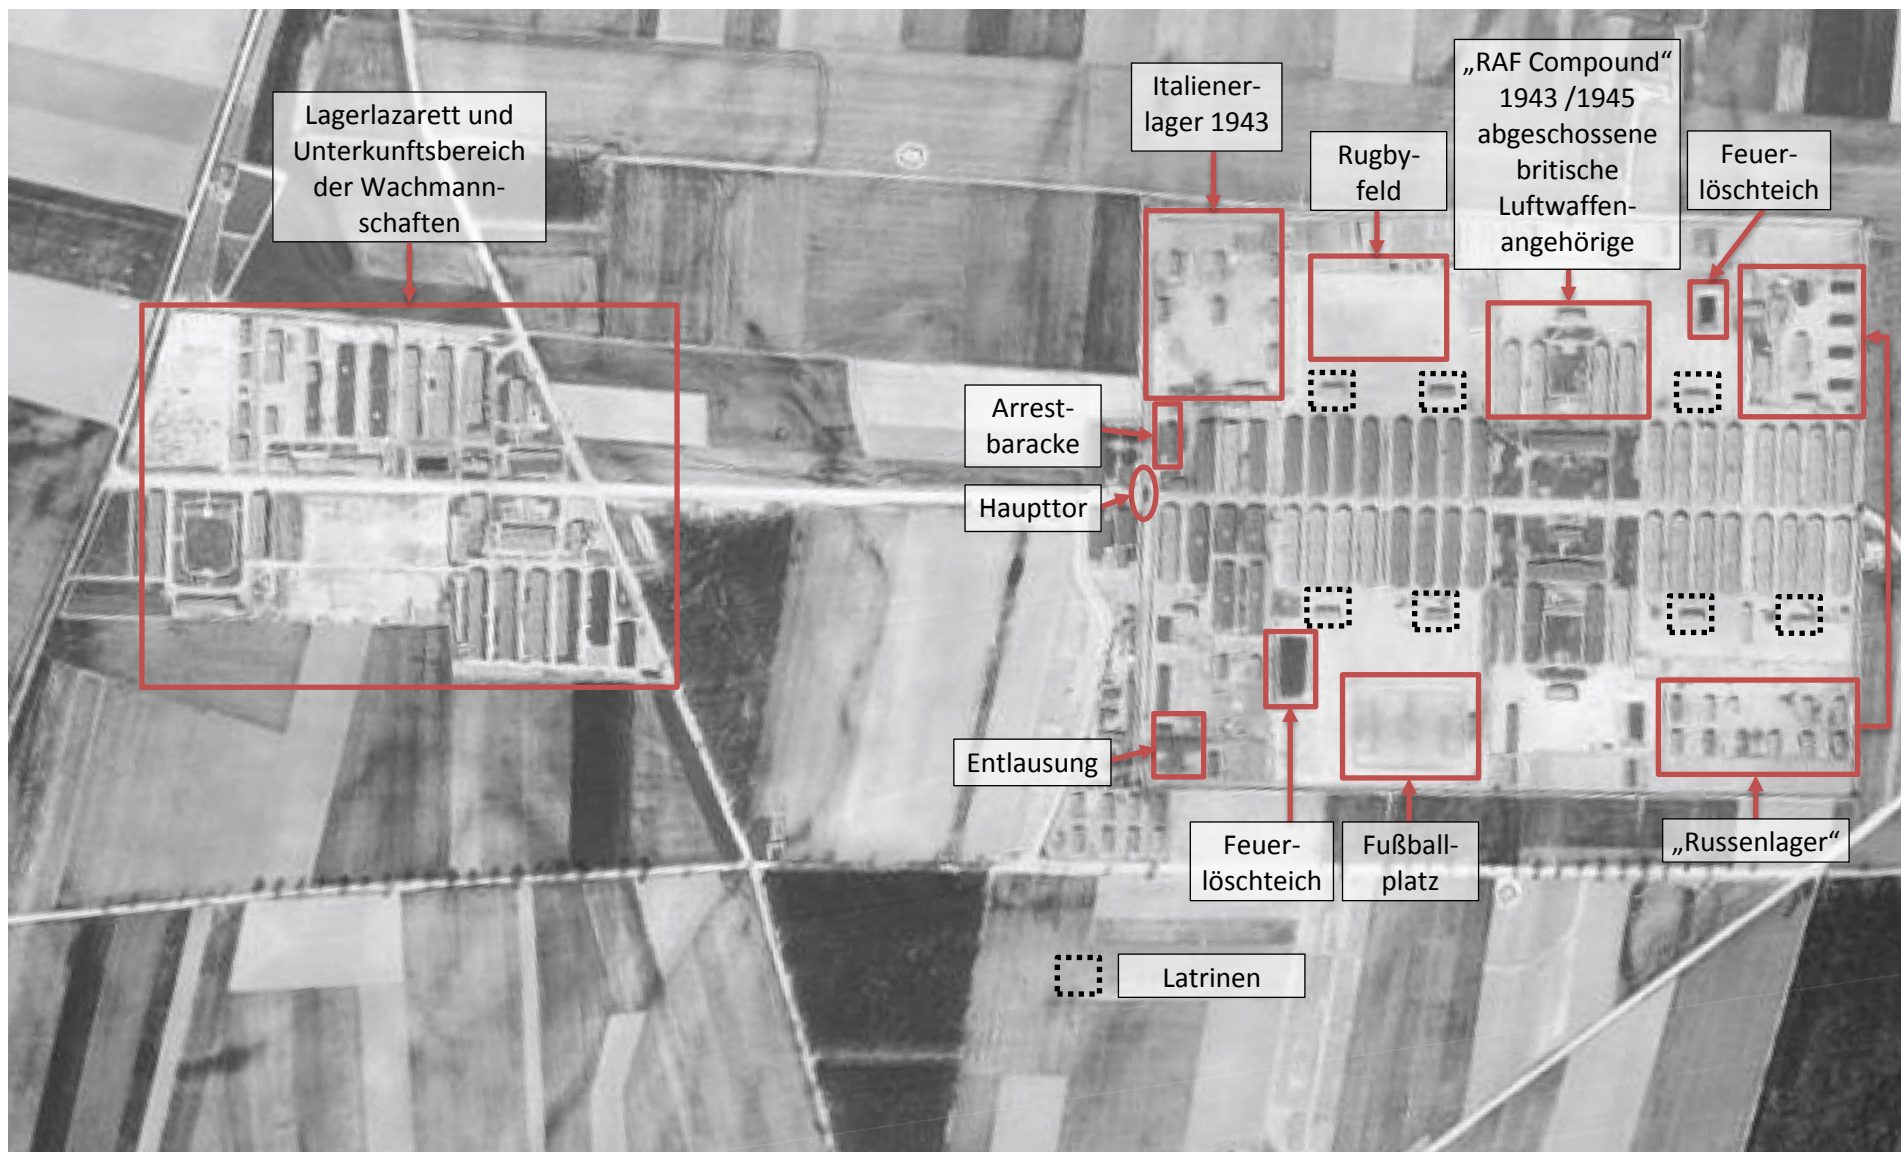 Lagerlazarett und
Unterkunftsbereich
der Wachmann-
schaften
Italiener-
lager 1943
Rugby-
feld
„RAF Compound“
1943 /1945
abgeschossene
britische
Luftwaffen-
angehörige
Feuer-
löschteich
Arrest-
baracke
Haupttor
Entlausung
Feuer-
löschteich
Fußball-
platz
„Russenlager“
Latrinen